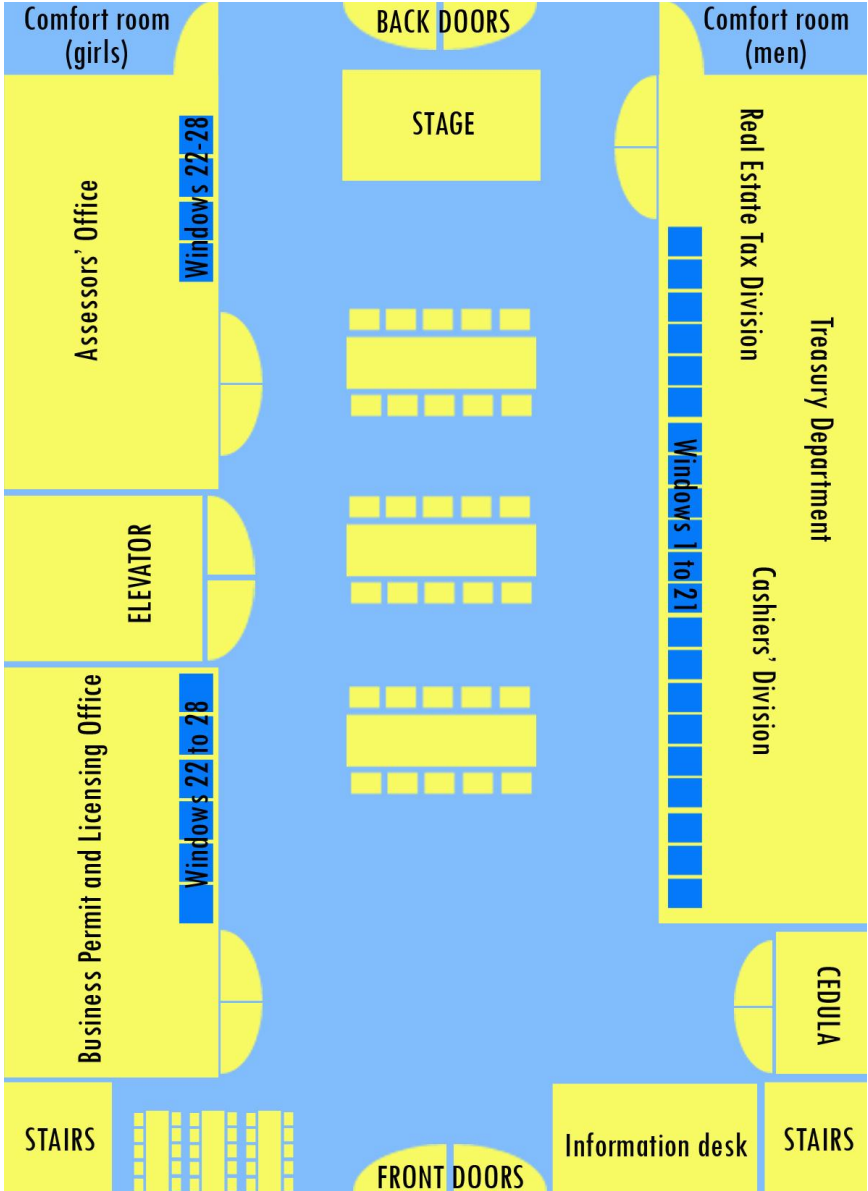 Comfort room
(girls)
BACK DOORS
Comfort room
(men)
STAGE
Windows 22-28
Assessors' Office
Real Estate Tax Division
Treasury Department
Windows 1 to 21
ELEVATOR
Cashiers' Division
Business Permit and Licensing Office
Windows 22 to 28
CEDULA
STAIRS
FRONT DOORS
Information desk
STAIRS